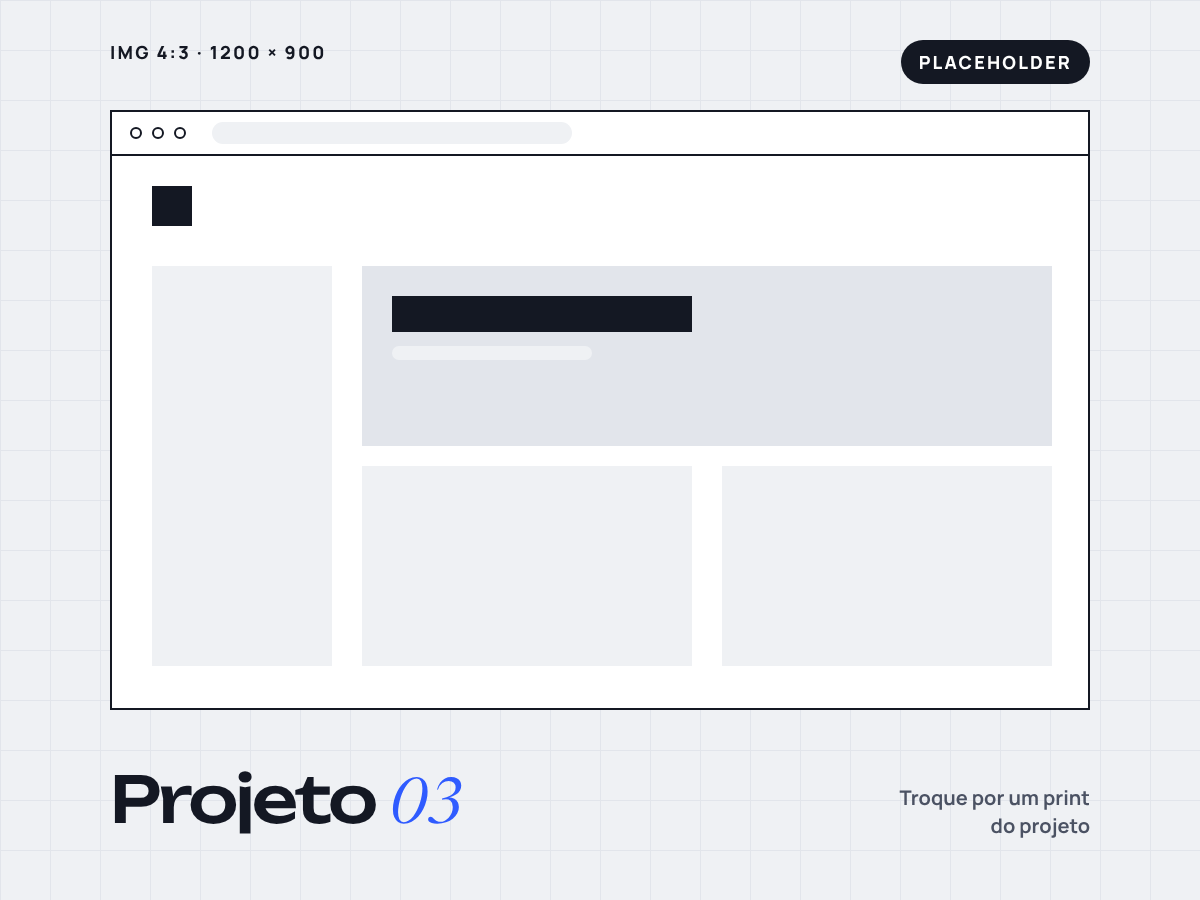 IMG 4:3 · 1200 × 900
PLACEHOLDER
Projeto 03
Troque por um print
do projeto